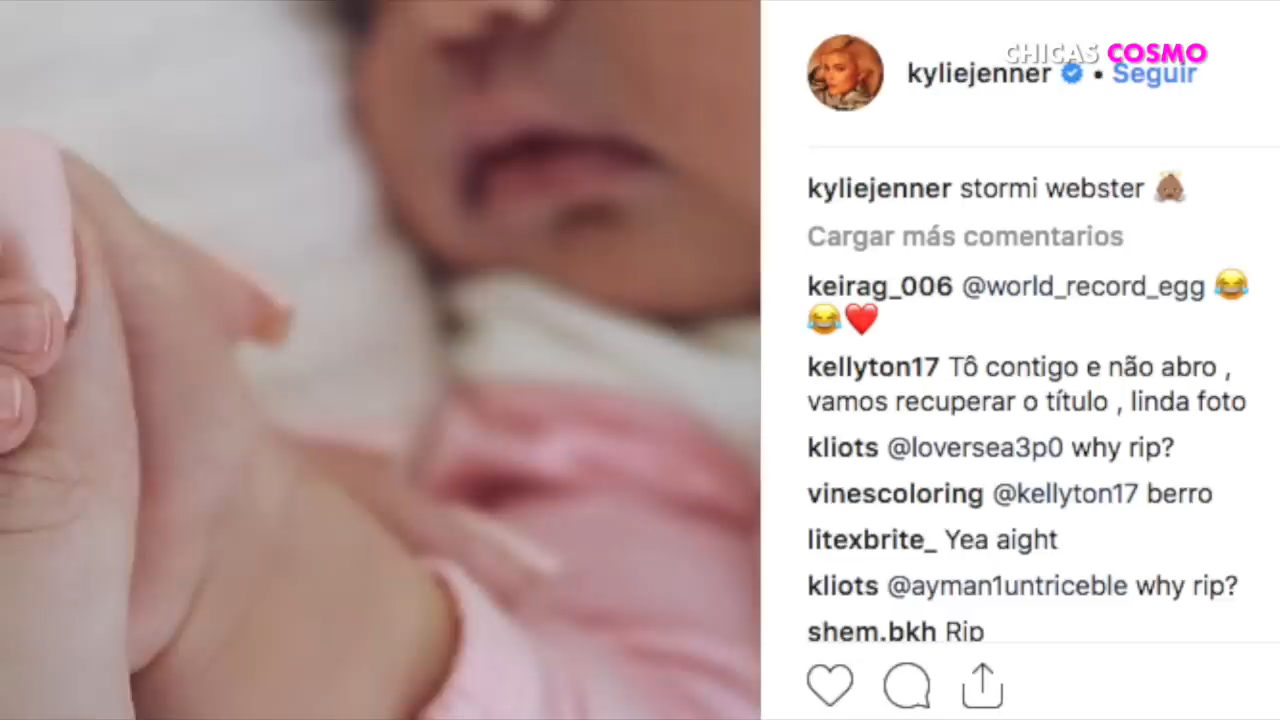 CHICAS COSMO
kyliejenner • Seguir
kyliejenner stormi webster 👼🏽
Cargar más comentarios
keirag_006 @world_record_egg 😂
😂❤️
kellyton17 Tô contigo e não abro ,
vamos recuperar o título , linda foto
kliots @loversea3p0 why rip?
vinescoloring @kellyton17 berro
litexbrite_ Yea aight
kliots @ayman1untriceble why rip?
shem.bkh Rip